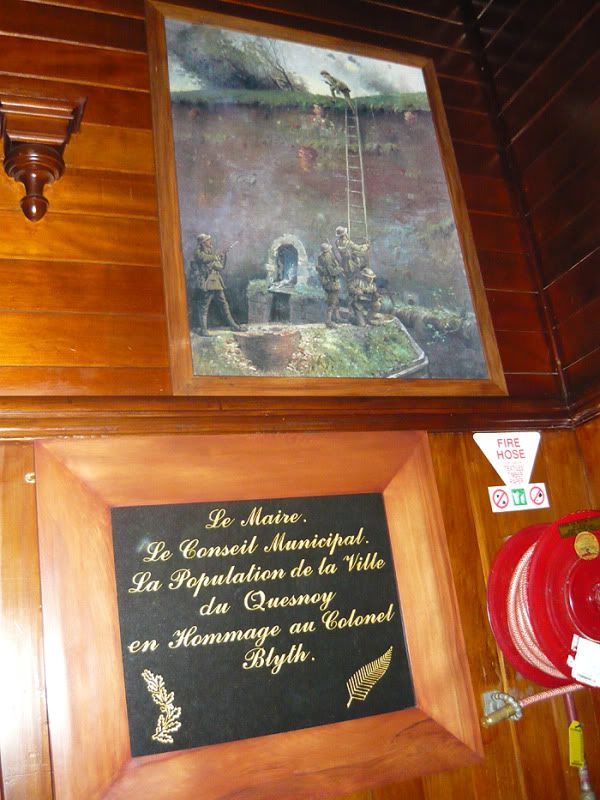 FIRE
HOSE
Le Maire.
Le Conseil Municipal.
La Population de la Ville
du Quesnoy
en Hommage au Colonel
Blyth.